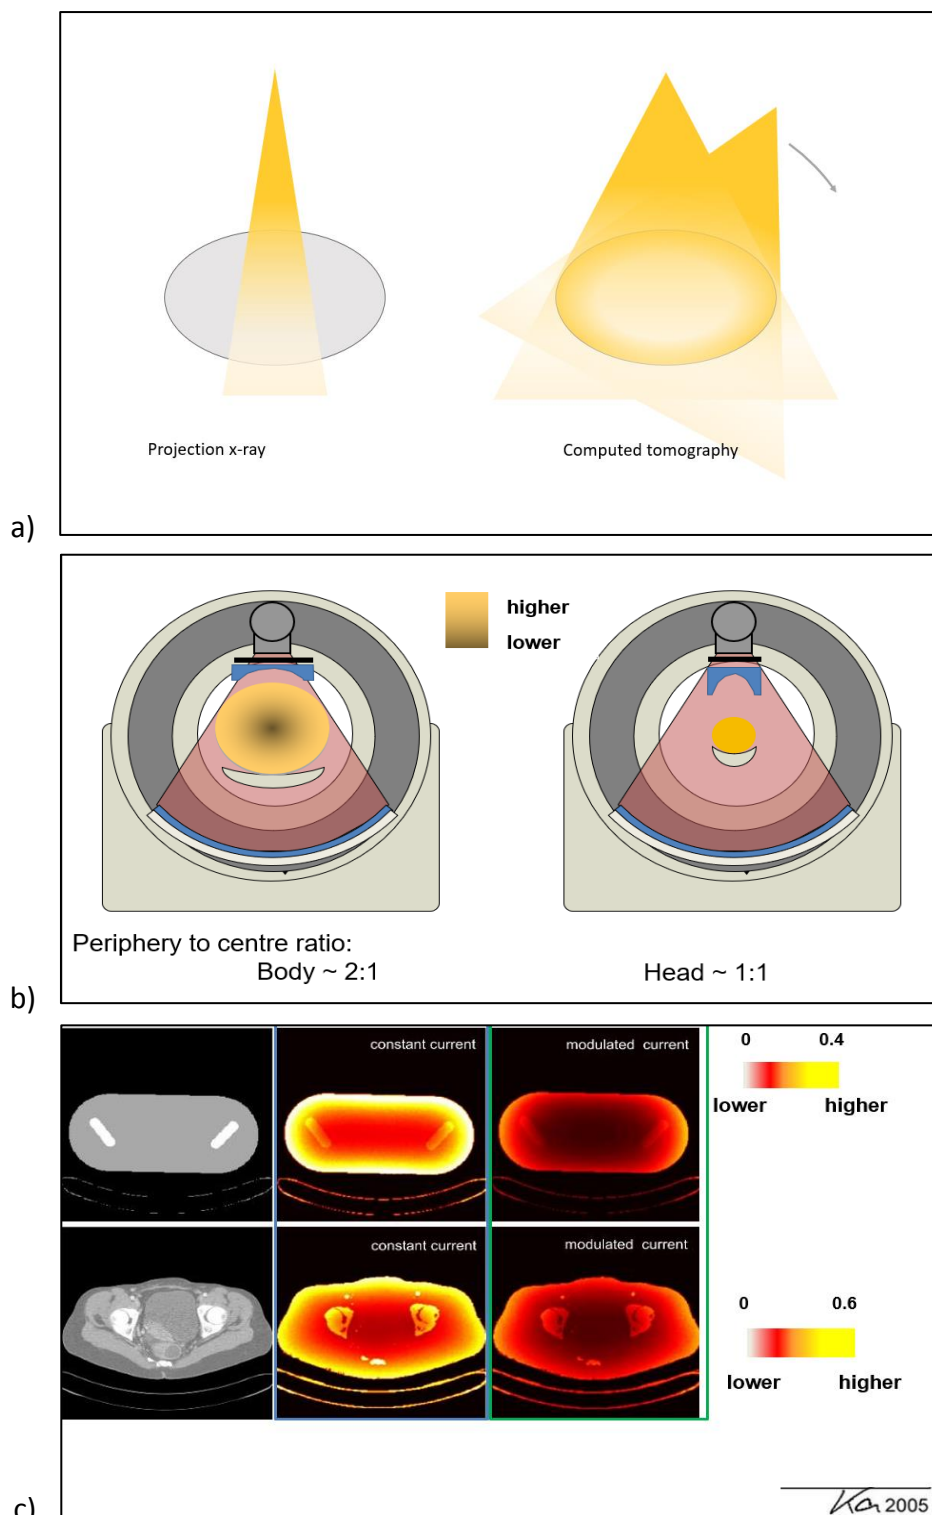 Projection x-ray
Computed tomography
a)
higher
lower
Periphery to centre ratio:
Body ~ 2:1
Head ~ 1:1
b)
constant current
modulated current
0 0.4
lower higher
constant current
modulated current
0 0.6
lower higher
c)
2005